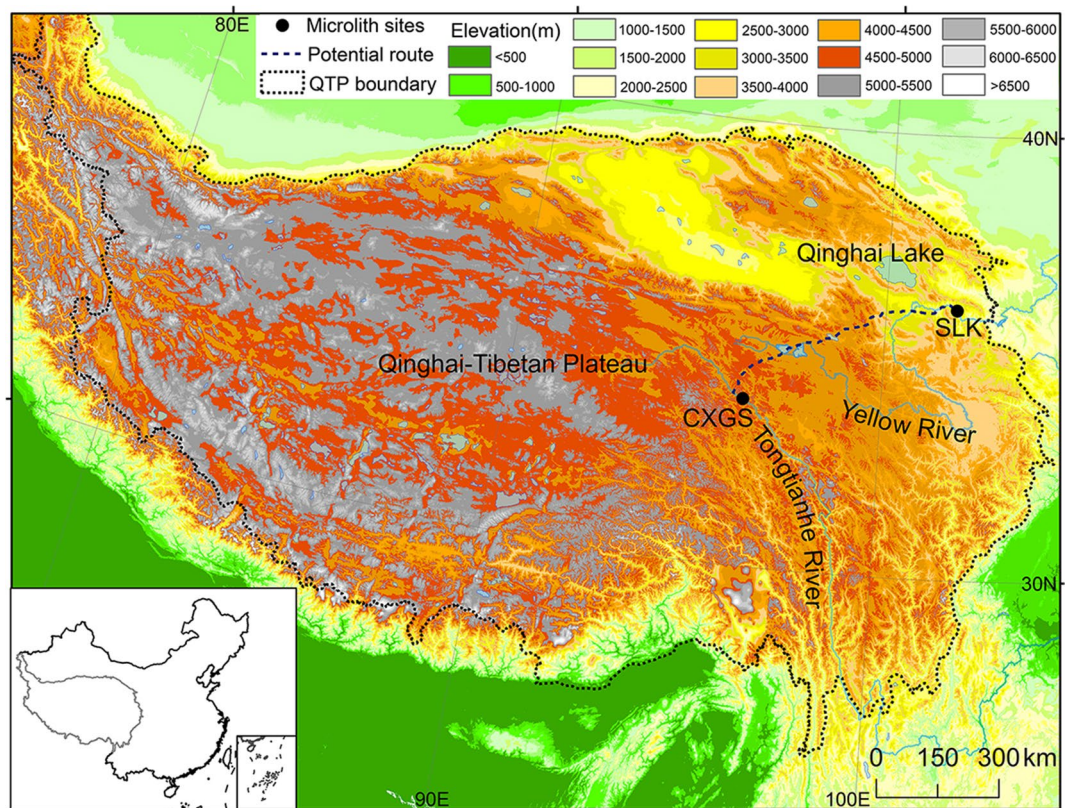 80E
Microlith sites
Potential route
QTP boundary
Elevation(m)
<500
500-1000
1000-1500
1500-2000
2000-2500
2500-3000
3000-3500
3500-4000
4000-4500
4500-5000
5000-5500
5500-6000
6000-6500
>6500
40N
Qinghai Lake
SLK
Qinghai-Tibetan Plateau
CXGS
Yellow River
Tongtianhe River
30N
0 150 300 km
90E
100E